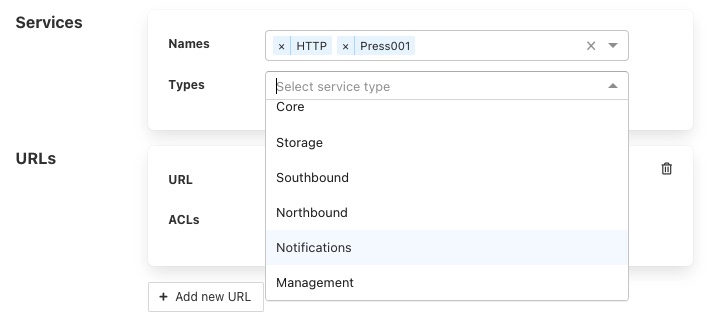 Services
Names
× HTTP × Press001
Types
Select service type
Core
Storage
Southbound
Northbound
Notifications
Management
URLs
URL
ACLs
+ Add new URL